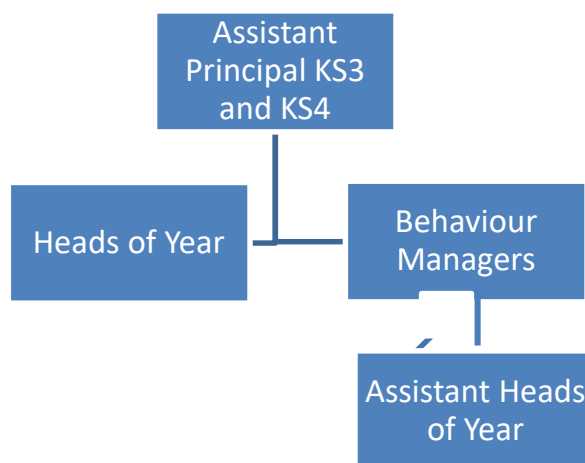 Assistant
Principal KS3
and KS4
Heads of Year
Behaviour
Managers
Assistant Heads
of Year